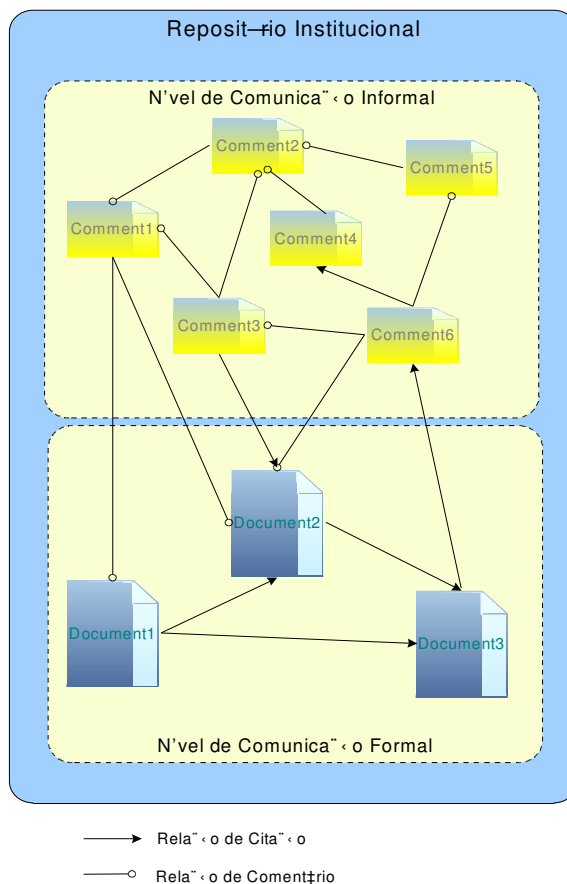 Reposit—rio Institucional
N'vel de Comunica¨‹o Informal
Comment2
Comment5
Comment1
Comment4
Comment3
Comment6
Document2
Document1
Document3
N'vel de Comunica¨‹o Formal
Rela¨‹o de Cita¨‹o
Rela¨‹o de Coment‡rio